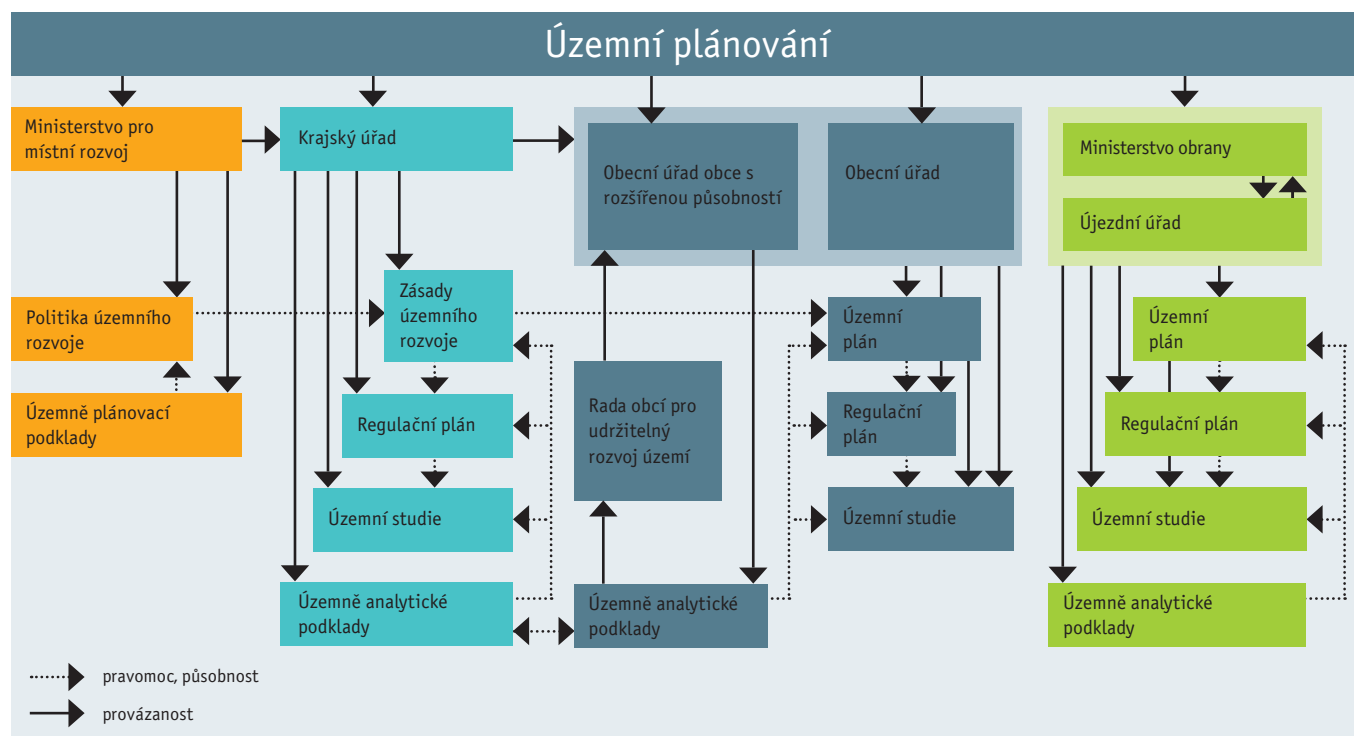 Územní plánování
Ministerstvo pro
místní rozvoj
Politika územního
rozvoje
Územně plánovací
podklady
Krajský úřad
Zásady
územního
rozvoje
Regulační plán
Územní studie
Územně analytické
podklady
Obecní úřad obce s
rozšířenou působností
Rada obcí pro
udržitelný
rozvoj území
Územně analytické
podklady
Obecní úřad
Územní
plán
Regulační
plán
Územní studie
Ministerstvo obrany
Újezdní úřad
Územní
plán
Regulační plán
Územní studie
Územně analytické
podklady
pravomoc, působnost
provázanost